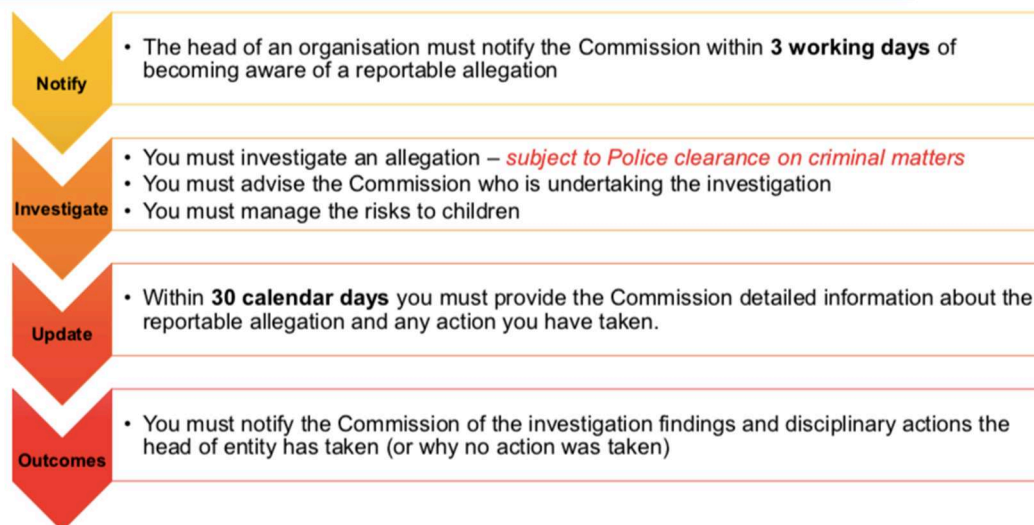 Notify
• The head of an organisation must notify the Commission within 3 working days of
becoming aware of a reportable allegation
Investigate
• You must investigate an allegation – subject to Police clearance on criminal matters
• You must advise the Commission who is undertaking the investigation
• You must manage the risks to children
Update
• Within 30 calendar days you must provide the Commission detailed information about the
reportable allegation and any action you have taken.
Outcomes
• You must notify the Commission of the investigation findings and disciplinary actions the
head of entity has taken (or why no action was taken)